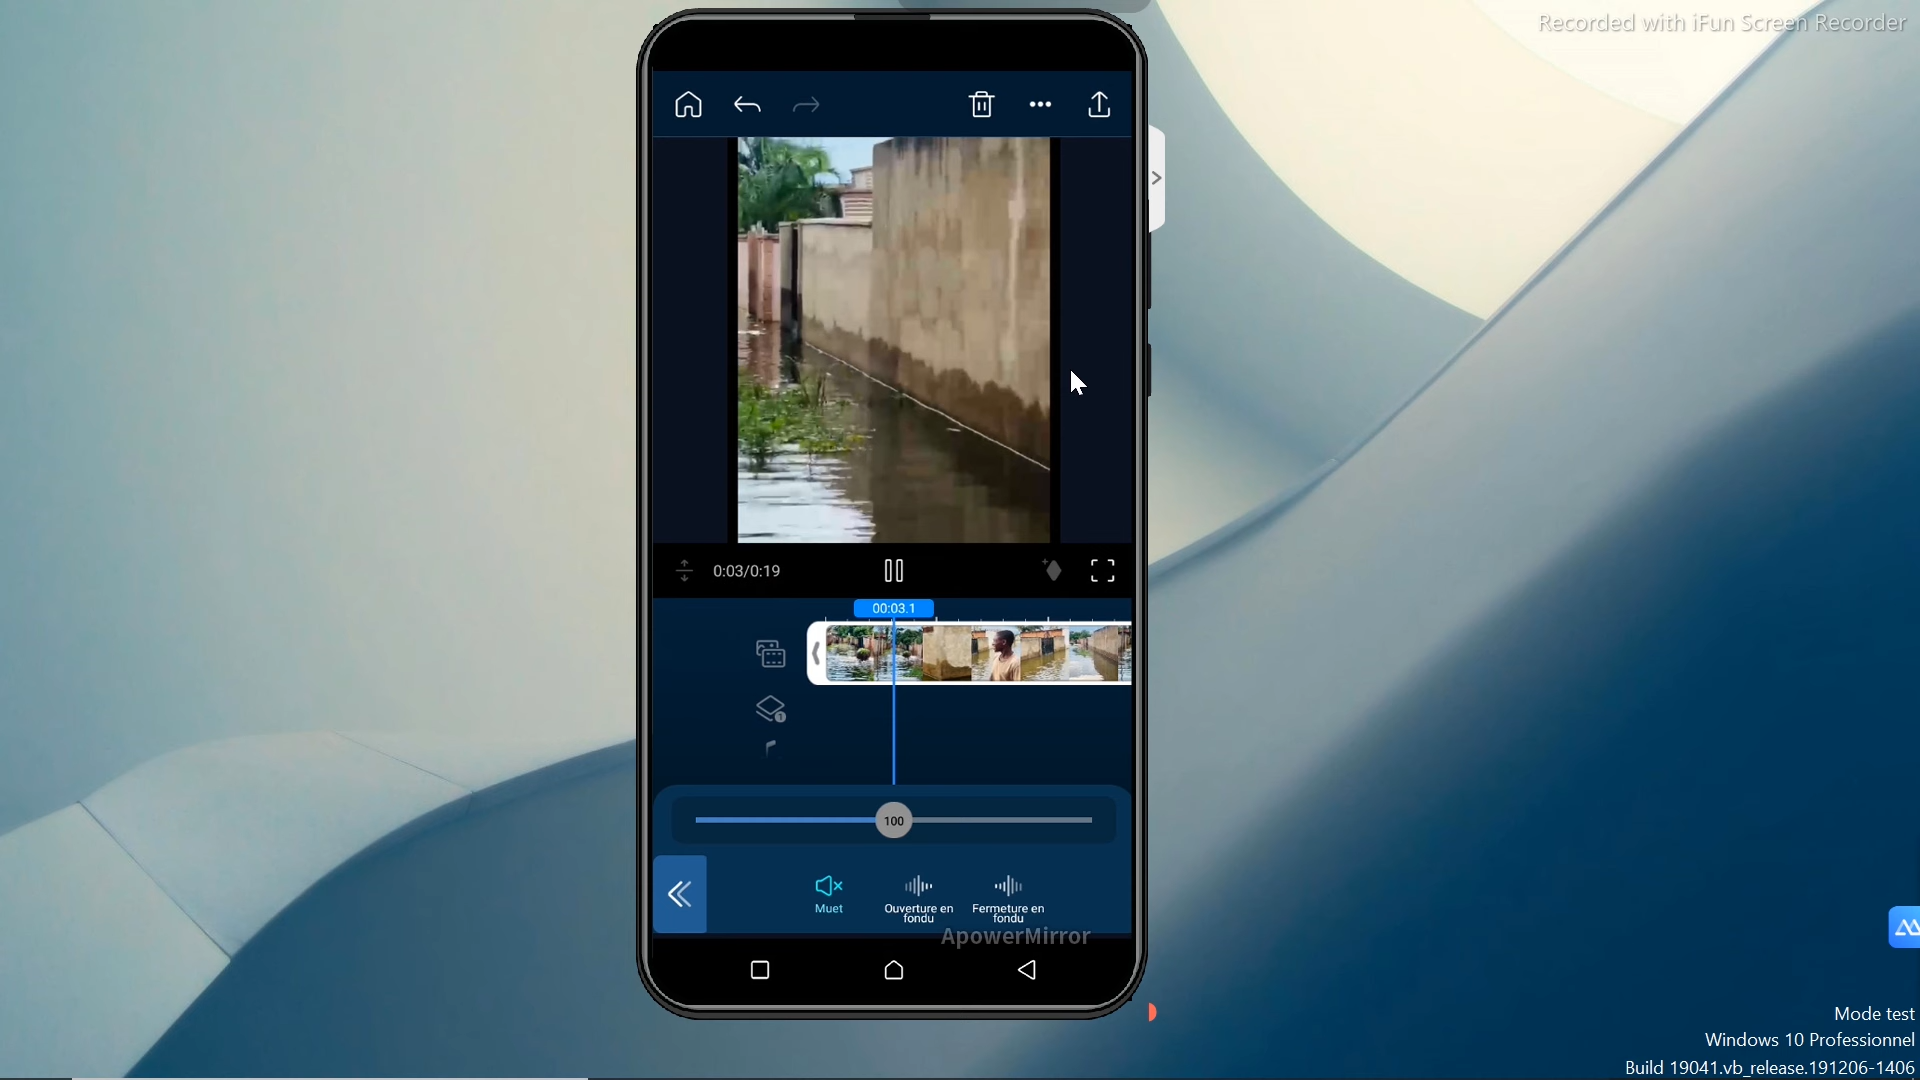 Recorded with iFun Screen Recorder
0:03/0:19
00:03.1
1
100
Muet
Ouverture en
fondu
Fermeture en
fondu
ApowerMirror
Mode test
Windows 10 Professionnel
Build 19041.vb_release.191206-1406